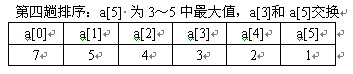 第四趟排序：a[5]·为 3～5 中最大值，a[3]和 a[5]交换
a[0] a[1] a[2] a[3] a[4] a[5]
7 5 4 3 2 1